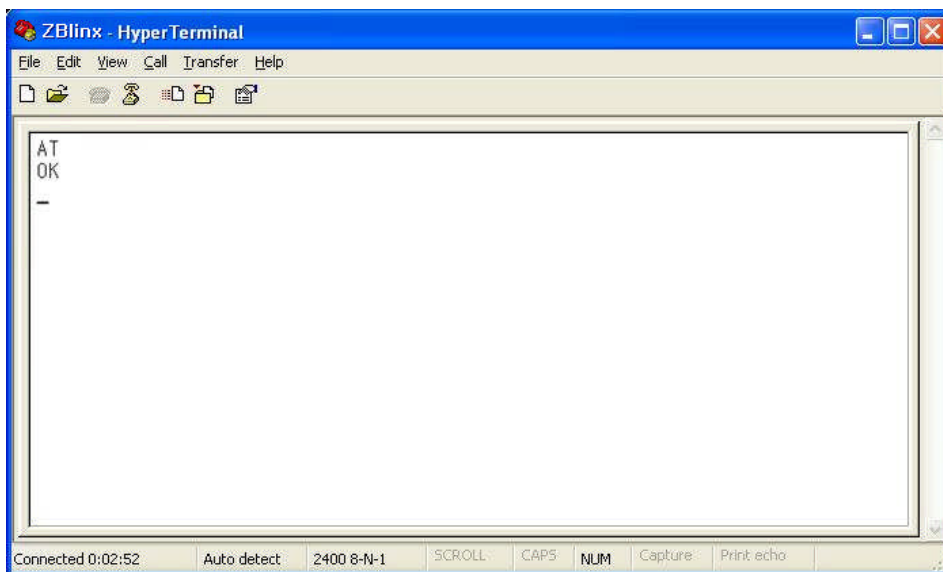 ZBlinx - HyperTerminal
File Edit View Call Transfer Help
AT
OK
Connected 0:02:52 Auto detect 2400 8-N-1 SCROLL CAPS NUM Capture Print echo